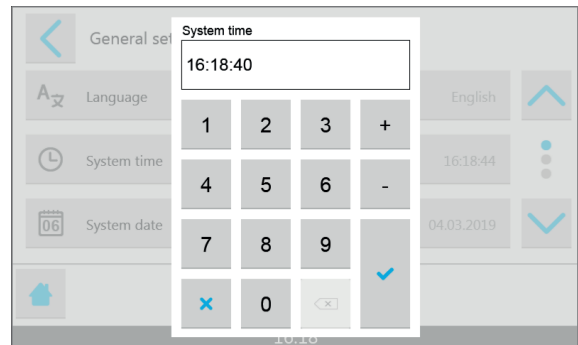 General set
System time
16:18:40
Language
English
1 2 3 +
System time
16:18:44
4 5 6 -
06
System date
04.03.2019
7 8 9
0
16:18